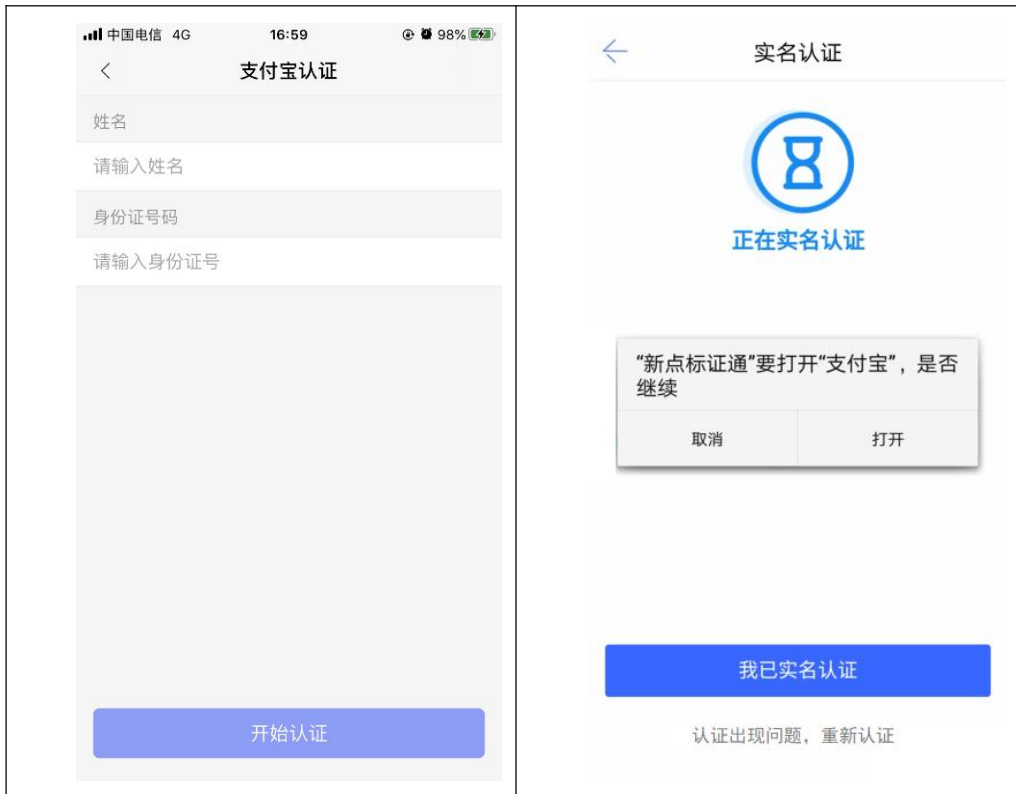 中国电信 4G 16:59 98%
支付宝认证
姓名
请输入姓名
身份证号码
请输入身份证号
开始认证
实名认证
正在实名认证
“新点标证通”要打开“支付宝”，是否
继续
取消 打开
我已实名认证
认证出现问题，重新认证